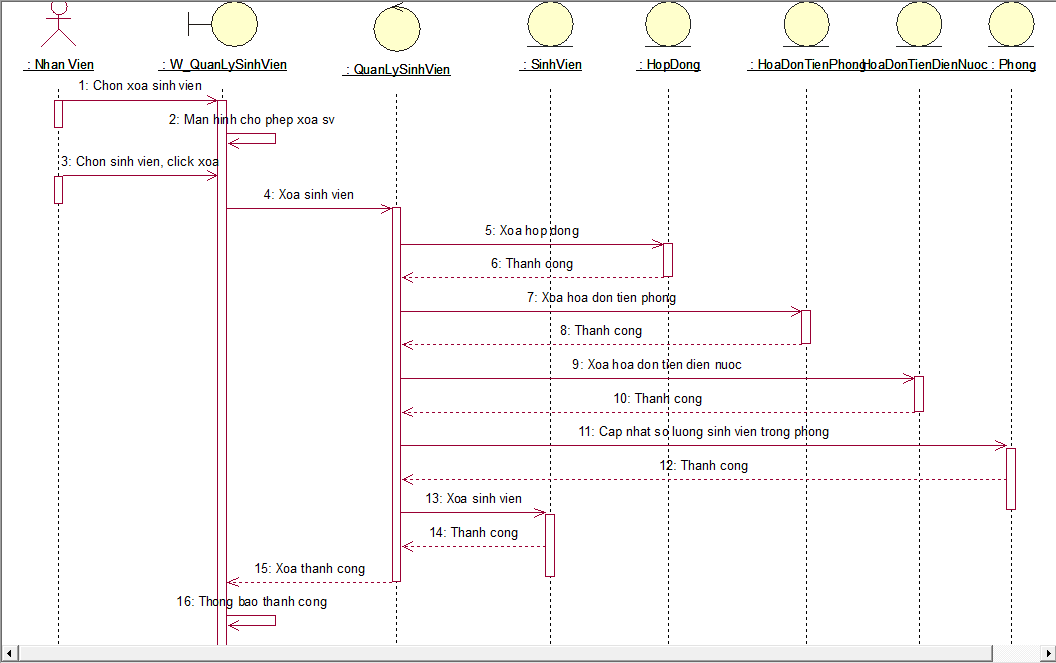 : Nhan Vien
: W_QuanLySinhVien
: QuanLySinhVien
: SinhVien
: HopDong
: HoaDonTienPhong
: HoaDonTienDienNuoc
: Phong
1: Chon xoa sinh vien
2: Man hinh cho phep xoa sv
3: Chon sinh vien, click xoa
4: Xoa sinh vien
5: Xoa hop dong
6: Thanh cong
7: Xoa hoa don tien phong
8: Thanh cong
9: Xoa hoa don tien dien nuoc
10: Thanh cong
11: Cap nhat so luong sinh vien trong phong
12: Thanh cong
13: Xoa sinh vien
14: Thanh cong
15: Xoa thanh cong
16: Thong bao thanh cong